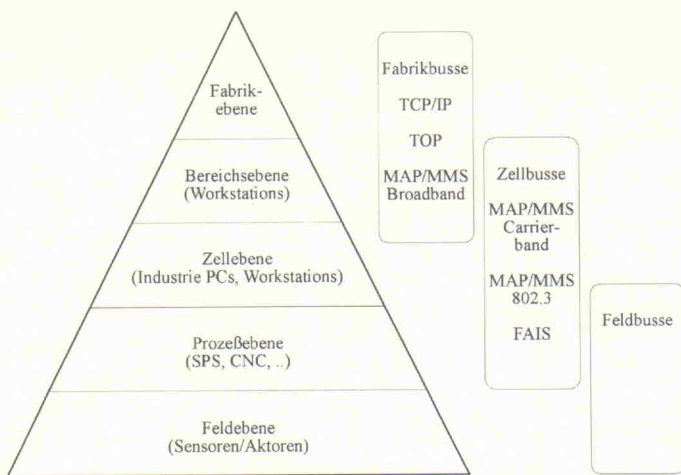 Fabrik-
ebene
Bereichsebene
(Workstations)
Zellebene
(Industrie PCs, Workstations)
Prozeßebene
(SPS, CNC, ..)
Feldebene
(Sensoren/Aktoren)
Fabrikbusse
TCP/IP
TOP
MAP/MMS
Broadband
Zellbusse
MAP/MMS
Carrier-
band
MAP/MMS
802.3
FAIS
Feldbusse